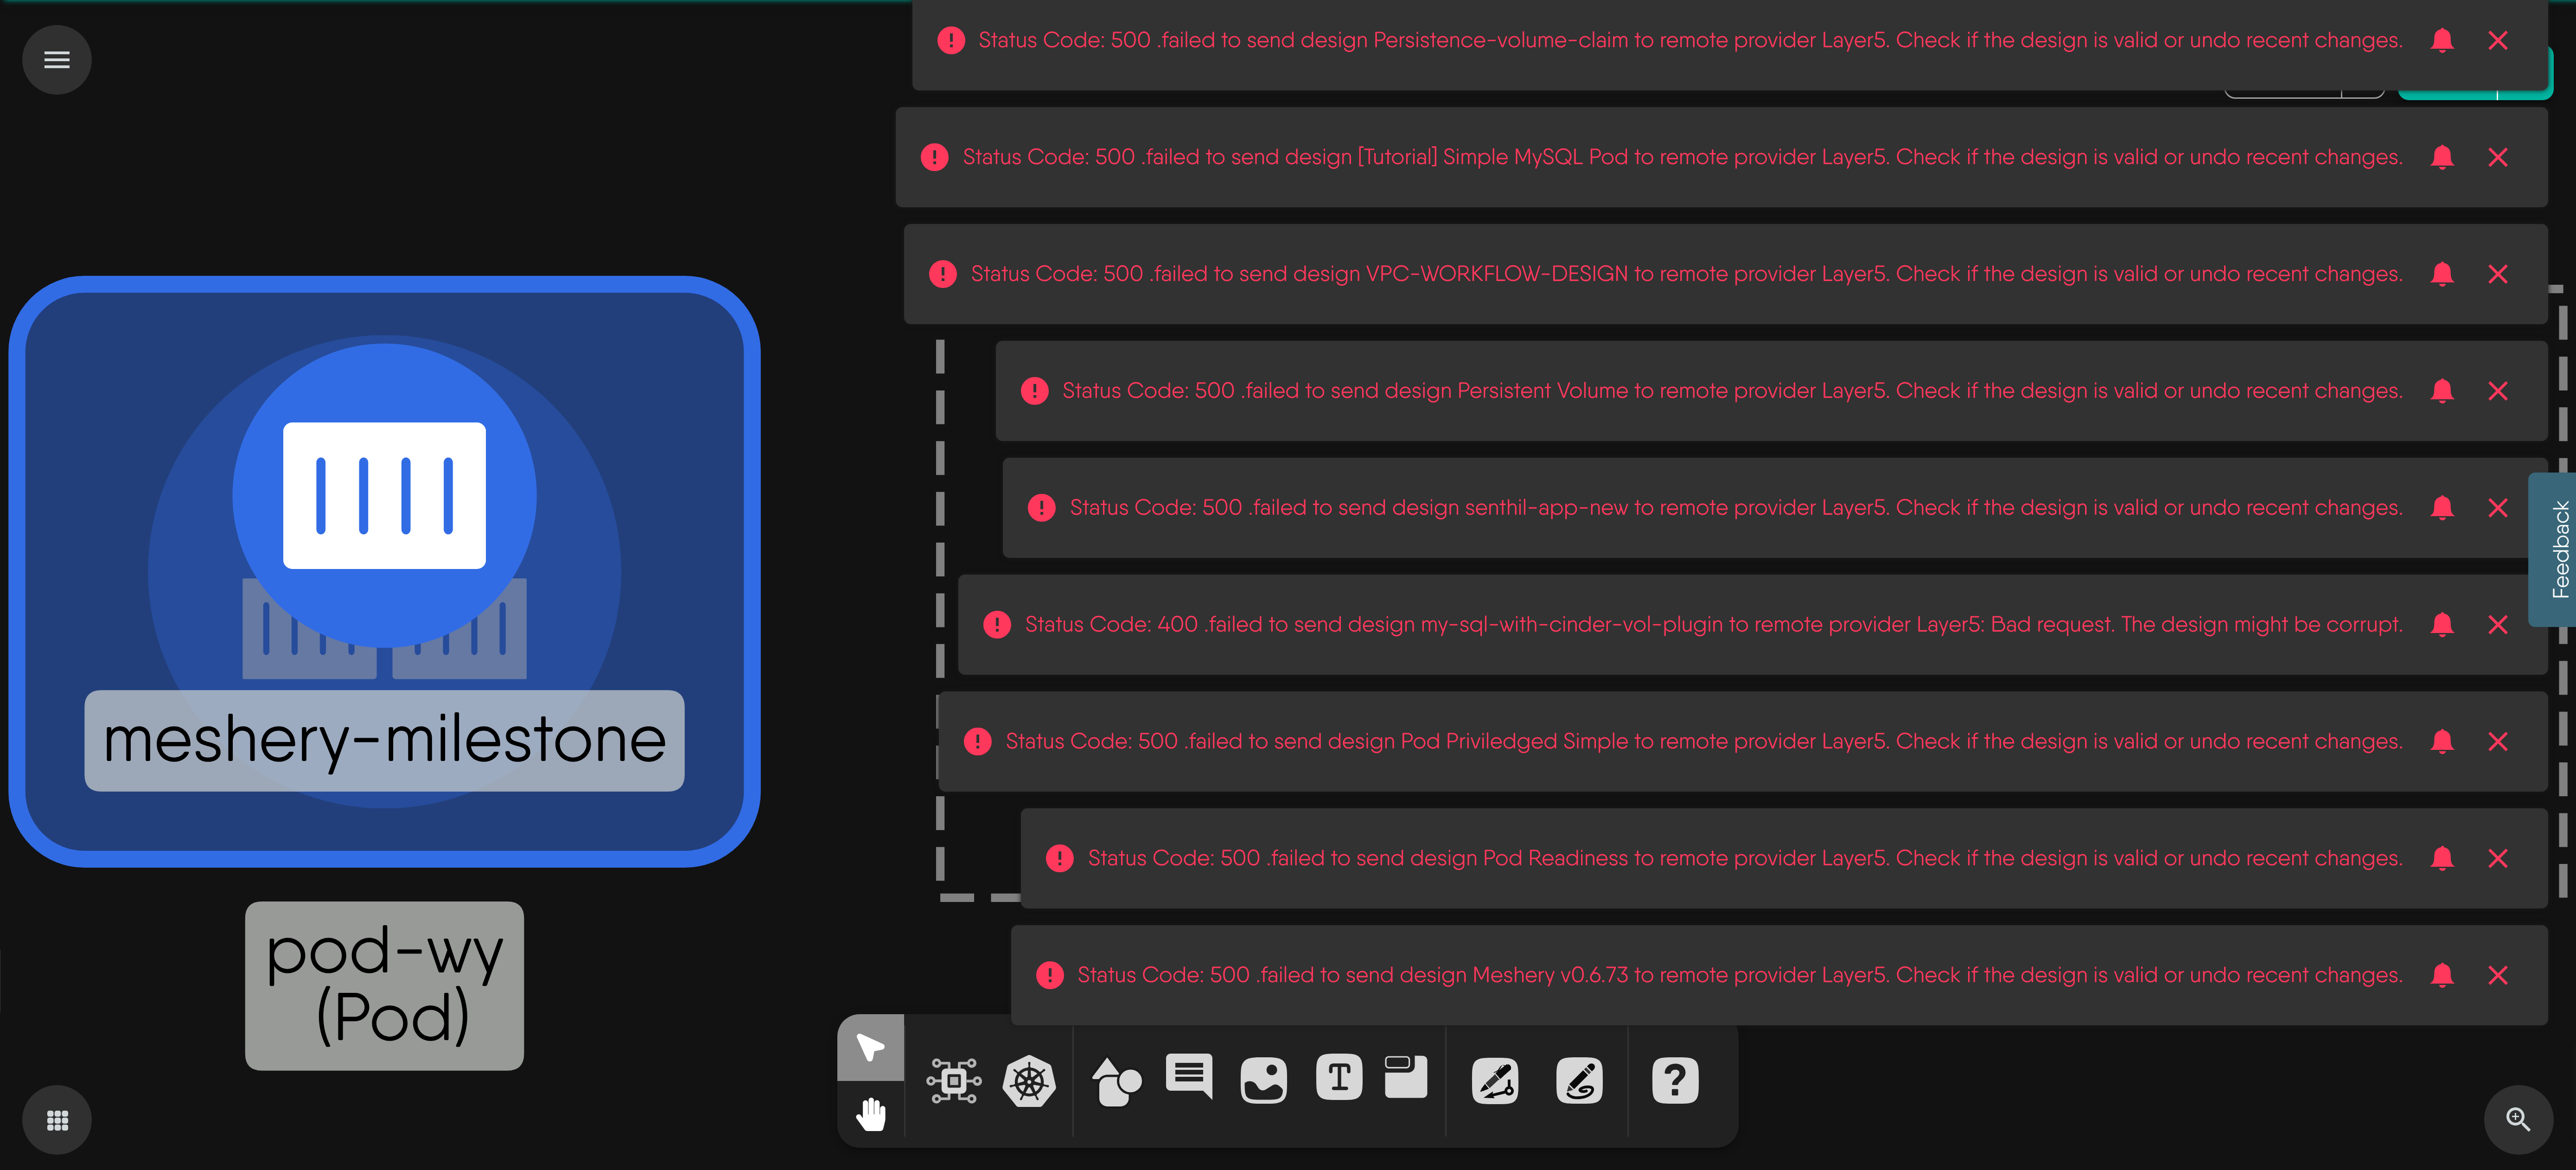 Status Code: 500 .failed to send design Persistence-volume-claim to remote provider Layer5. Check if the design is valid or undo recent changes.
Status Code: 500 .failed to send design [Tutorial] Simple MySQL Pod to remote provider Layer5. Check if the design is valid or undo recent changes.
Status Code: 500 .failed to send design VPC-WORKFLOW-DESIGN to remote provider Layer5. Check if the design is valid or undo recent changes.
Status Code: 500 .failed to send design Persistent Volume to remote provider Layer5. Check if the design is valid or undo recent changes.
Status Code: 500 .failed to send design senthil-app-new to remote provider Layer5. Check if the design is valid or undo recent changes.
Status Code: 400 .failed to send design my-sql-with-cinder-vol-plugin to remote provider Layer5: Bad request. The design might be corrupt.
Status Code: 500 .failed to send design Pod Priviledged Simple to remote provider Layer5. Check if the design is valid or undo recent changes.
Status Code: 500 .failed to send design Pod Readiness to remote provider Layer5. Check if the design is valid or undo recent changes.
Status Code: 500 .failed to send design Meshery v0.6.73 to remote provider Layer5. Check if the design is valid or undo recent changes.
Feedback
meshery-milestone
pod-wy
(Pod)
T
?